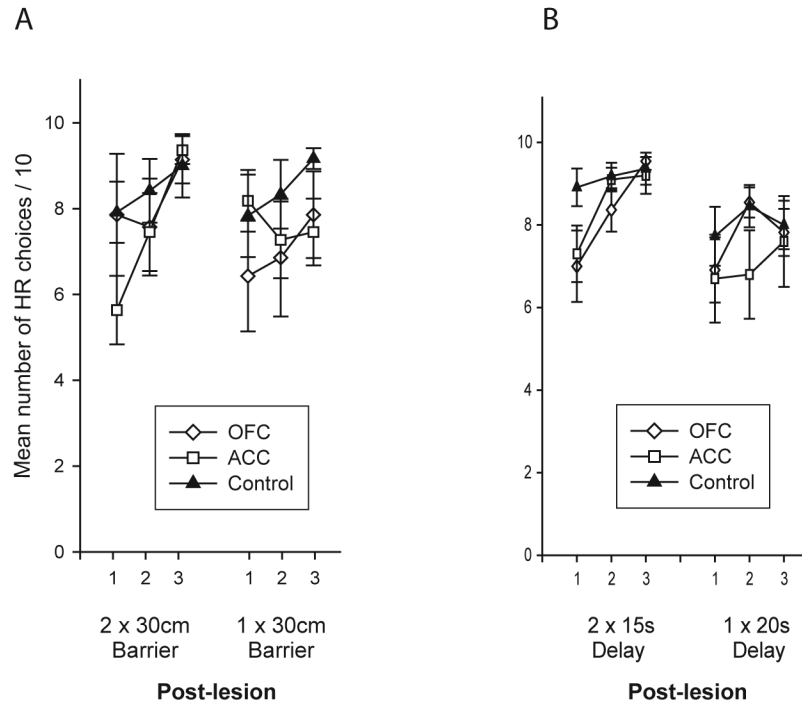 A
Mean number of HR choices / 10
10
8
6
4
2
0
OFC
ACC
Control
1 2 3 1 2 3
2 x 30cm
Barrier
1 x 30cm
Barrier
Post-lesion
B
10
8
6
4
2
0
OFC
ACC
Control
1 2 3 1 2 3
2 x 15s
Delay
1 x 20s
Delay
Post-lesion